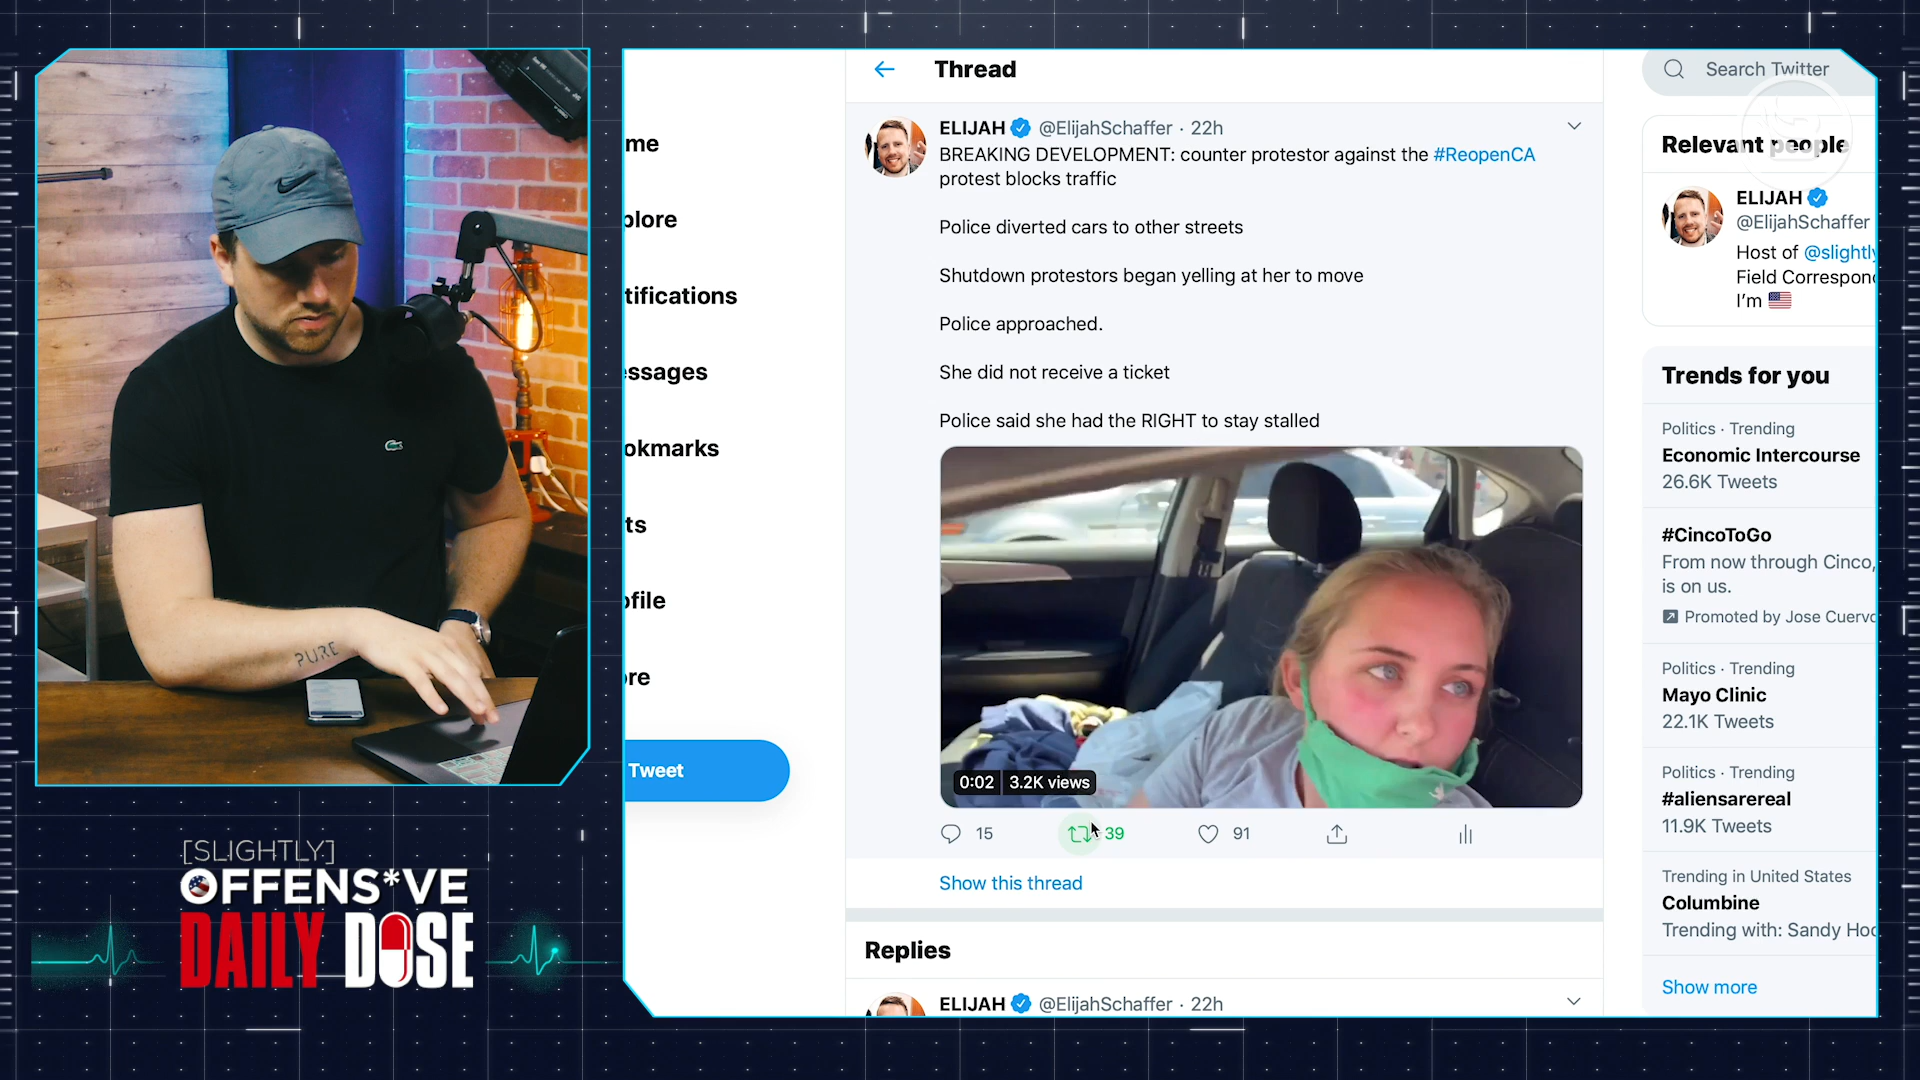 PURE
[SLIGHTLY]
OFFENS*VE
DAILY DOSE
me
plore
tifications
essages
okmarks
ts
ofile
ore
Tweet
Thread
ELIJAH @ElijahSchaffer · 22h
BREAKING DEVELOPMENT: counter protestor against the #ReopenCA
protest blocks traffic
Police diverted cars to other streets
Shutdown protestors began yelling at her to move
Police approached.
She did not receive a ticket
Police said she had the RIGHT to stay stalled
0:02 3.2K views
15 39 91
Show this thread
Replies
ELIJAH @ElijahSchaffer · 22h
Search Twitter
Relevant people
ELIJAH
@ElijahSchaffer
Host of @slightly
Field Correspon
I'm 🇺🇸
Trends for you
Politics · Trending
Economic Intercourse
26.6K Tweets
#CincoToGo
From now through Cinco,
is on us.
Promoted by Jose Cuervo
Politics · Trending
Mayo Clinic
22.1K Tweets
Politics · Trending
#aliensarereal
11.9K Tweets
Trending in United States
Columbine
Trending with: Sandy Hoo
Show more